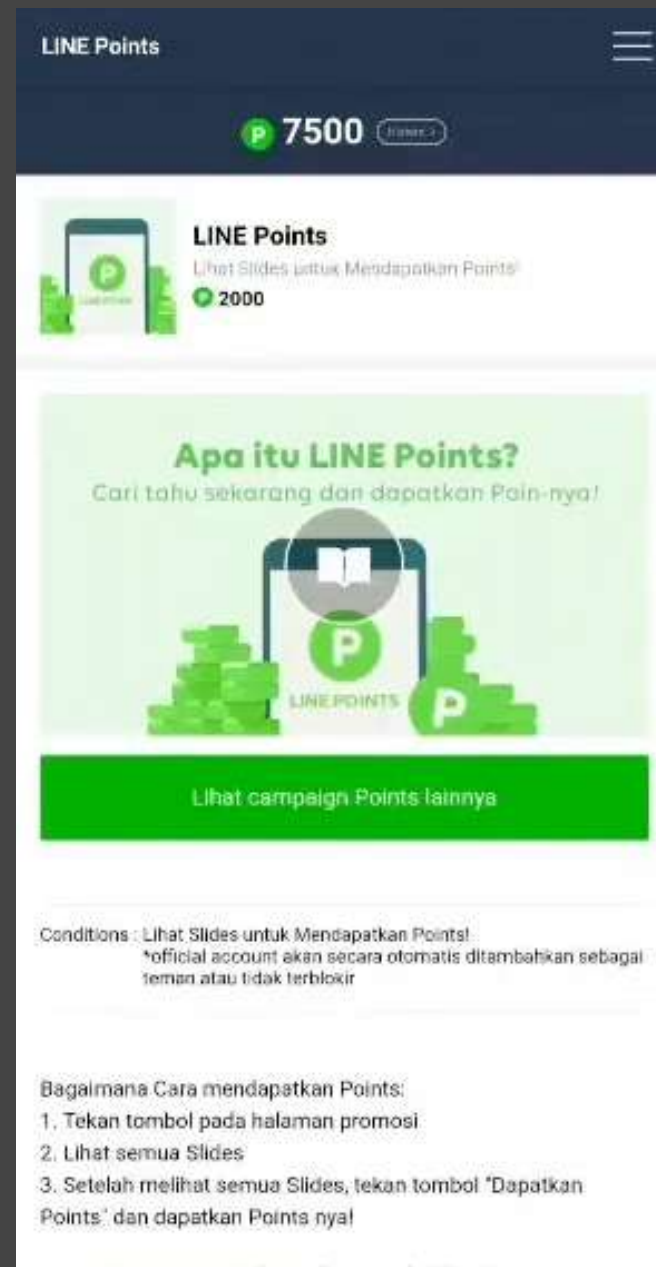 LINE Points
P 7500
LINE Points
Lihat Slides untuk Mendapatkan Points!
P 2000
P
Apa itu LINE Points?
Cari tahu sekarang dan dapatkan Poin-nya!
P
LINE POINTS
P
Lihat campaign Points lainnya
Conditions : Lihat Slides untuk Mendapatkan Points!
*official account akan secara otomatis ditambahkan sebagai
teman atau tidak terblokir
Bagaimana Cara mendapatkan Points:
1. Tekan tombol pada halaman promosi
2. Lihat semua Slides
3. Setelah melihat semua Slides, tekan tombol "Dapatkan
Points" dan dapatkan Points nya!